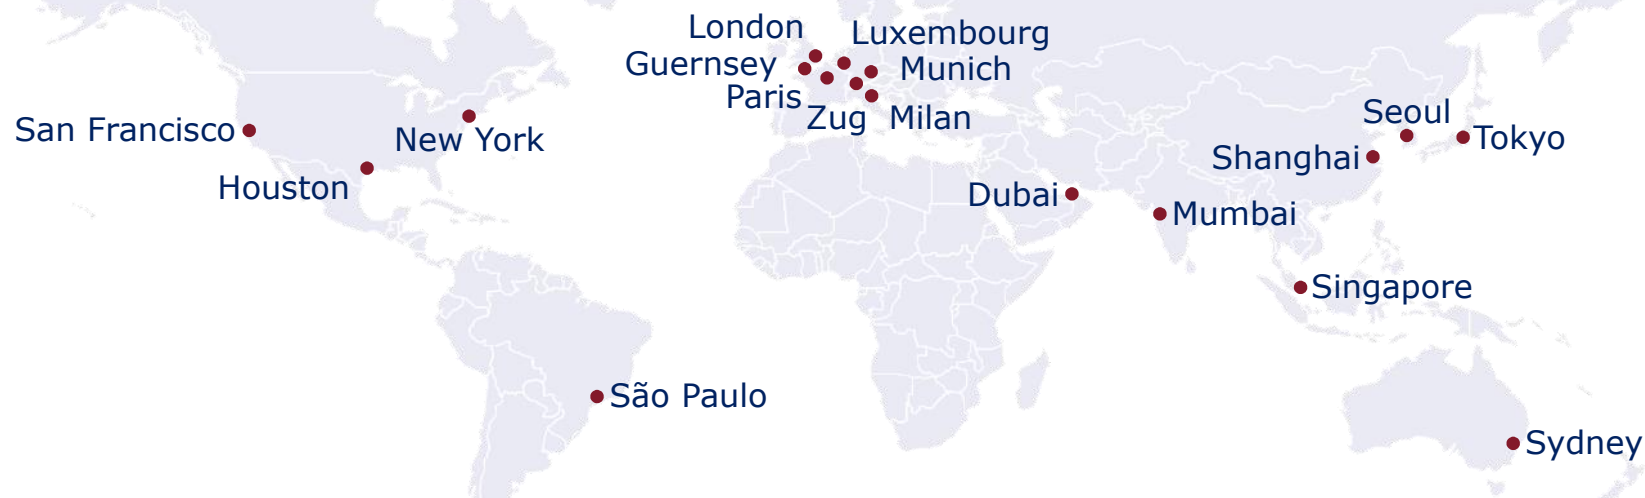 London
Luxembourg
Guernsey
Munich
Paris
Zug
Milan
San Francisco
New York
Houston
Seoul
Tokyo
Shanghai
Dubai
Mumbai
Singapore
São Paulo
Sydney